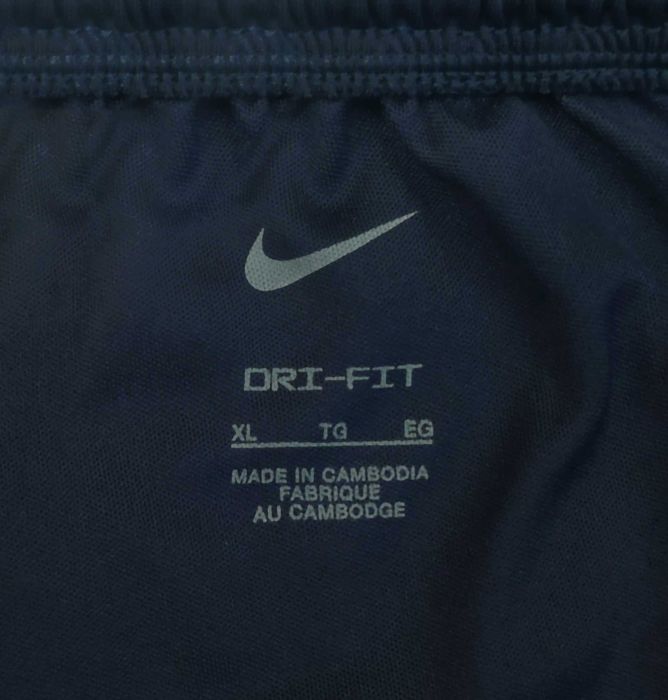 DRI-FIT
XL TG EG
MADE IN CAMBODIA
FABRIQUE
AU CAMBODGE